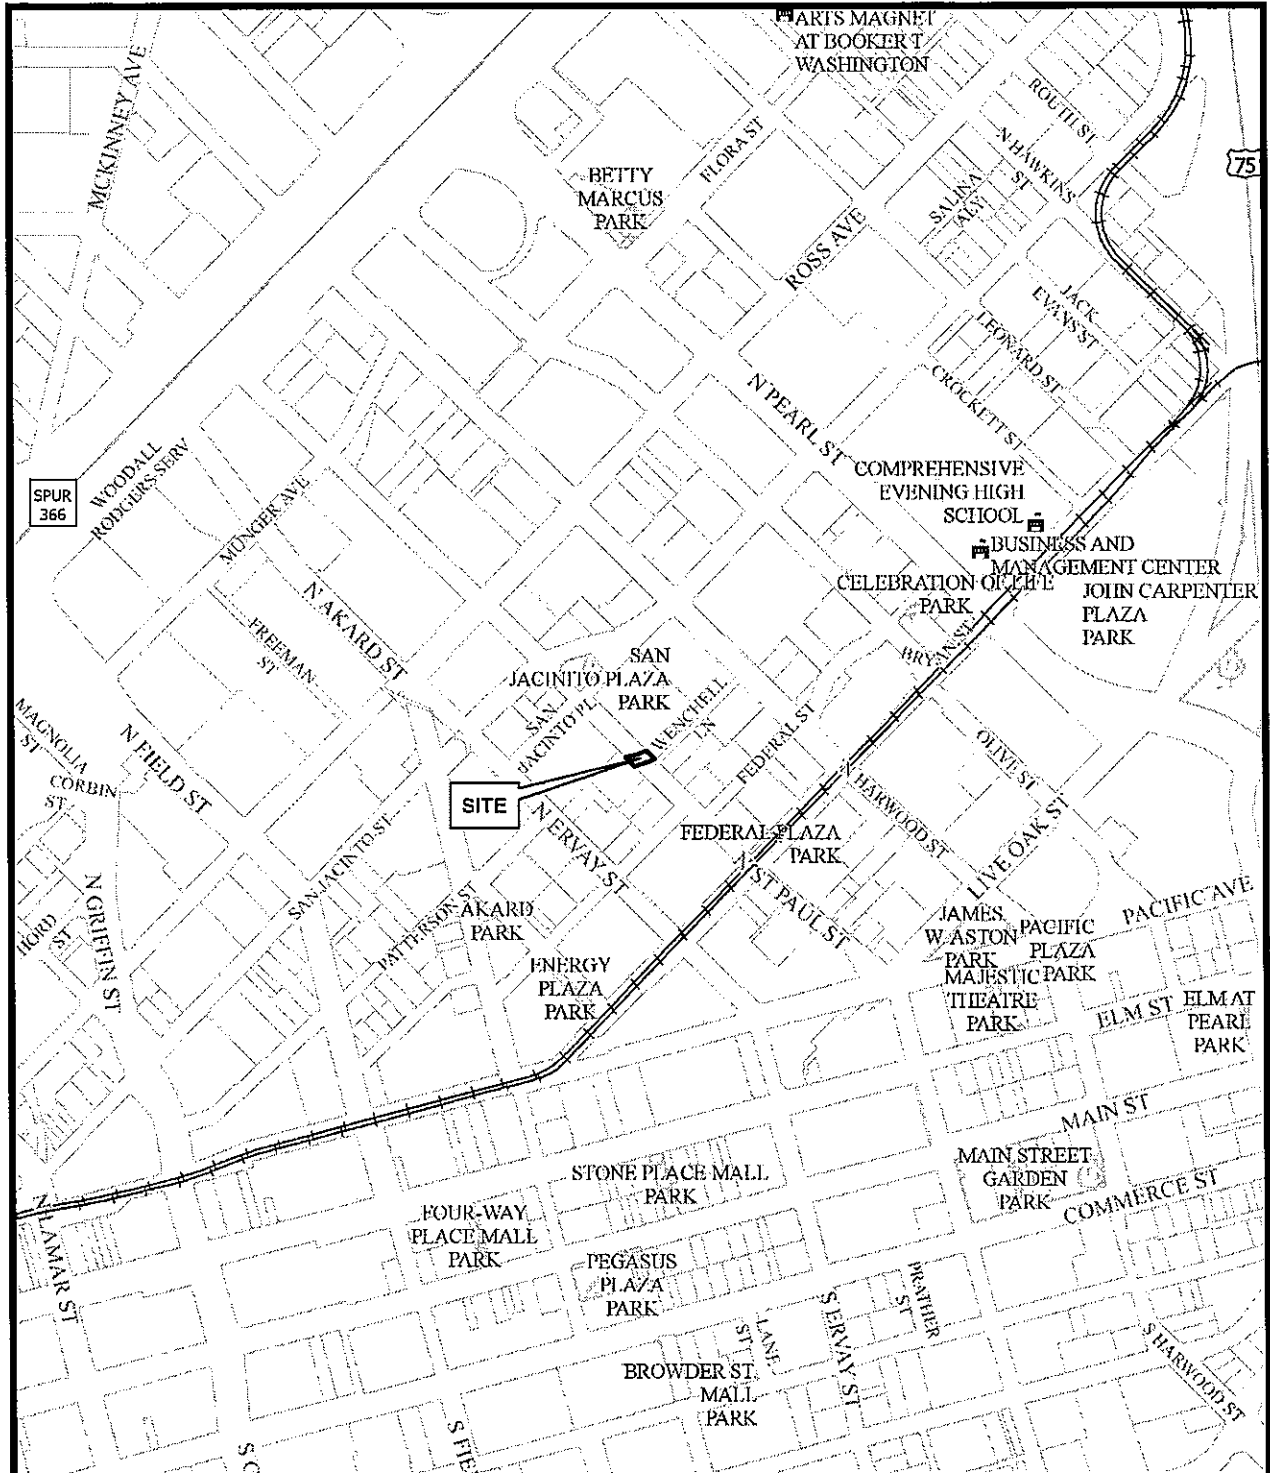 ARTS MAGNET
AT BOOKER T
WASHINGTON
MCKINNEY AVE
ROUTH ST
N HAWKINS
ST
75
FLORA ST
BETTY
MARCUS
PARK
SALINA
ALY
ROSS AVE
JACK
EVANS ST
LEONARD ST
CROCKETT ST
N PEARL ST
WOODALL
RODGERS-SERV
SPUR
366
MUNGER AVE
COMPREHENSIVE
EVENING HIGH
SCHOOL
BUSINESS AND
MANAGEMENT CENTER
CELEBRATION OF LIFE
PARK
JOHN CARPENTER
PLAZA
PARK
N AKARD ST
FREEMAN
ST
BRYAN ST
SAN
JACINITO PLAZA
PARK
SAN
JACINTO PL
WENCHELL
LN
FEDERAL ST
MAGNOLIA
ST
N FIELD ST
CORBIN
ST
OLIVE ST
SITE
HARWOOD ST
N ERVAY ST
FEDERAL PLAZA
PARK
LIVE OAK ST
SAN JACINTO ST
ST PAUL ST
N GRIFFIN ST
HORD
ST
PATTERSON ST
AKARD
PARK
JAMES
W ASTON
PARK
PACIFIC
PLAZA
PARK
PACIFIC AVE
ENERGY
PLAZA
PARK
MAJESTIC
THEATRE
PARK
ELM ST
ELM AT
PEARL
PARK
MAIN ST
STONE PLACE MALL
PARK
MAIN STREET
GARDEN
PARK
COMMERCE ST
N LAMAR ST
FOUR-WAY
PLACE MALL
PARK
PEGASUS
PLAZA
PARK
PRATHER
ST
S ERVAY ST
LANE
ST
S HARWOOD ST
BROWDER ST
MALL
PARK
S FIE